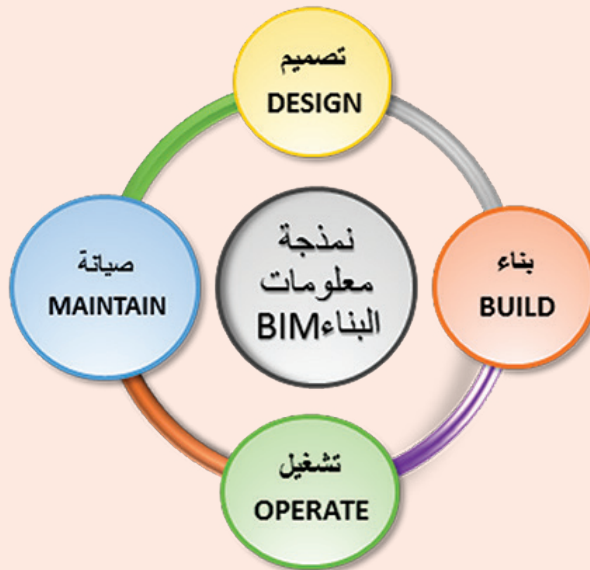 تصميم
DESIGN
بناء
BUILD
تشغيل
OPERATE
صيانة
MAINTAIN
نمذجة
معلومات
البناءBIM